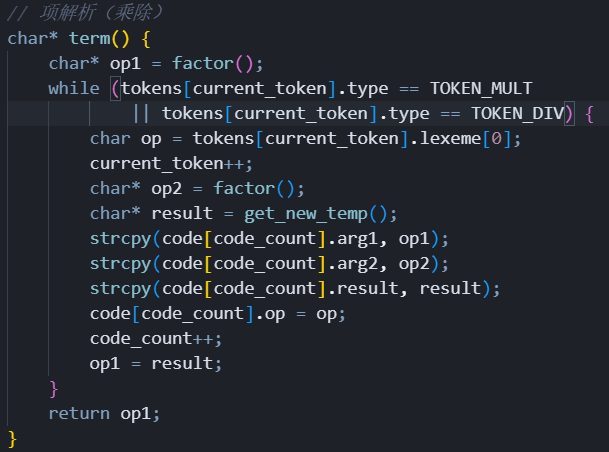 // 项解析（乘除）
char* term() {
    char* op1 = factor();
    while (tokens[current_token].type == TOKEN_MULT
            || tokens[current_token].type == TOKEN_DIV) {
        char op = tokens[current_token].lexeme[0];
        current_token++;
        char* op2 = factor();
        char* result = get_new_temp();
        strcpy(code[code_count].arg1, op1);
        strcpy(code[code_count].arg2, op2);
        strcpy(code[code_count].result, result);
        code[code_count].op = op;
        code_count++;
        op1 = result;
    }
    return op1;
}